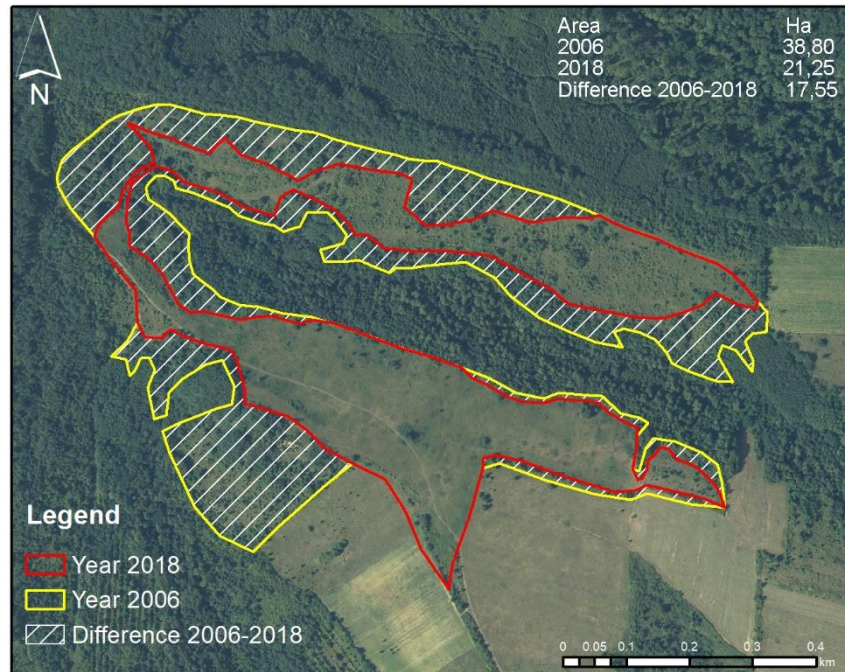 Area Ha
2006 38,80
2018 21,25
Difference 2006-2018 17,55
N
Legend
Year 2018
Year 2006
Difference 2006-2018
0 0.05 0.1 0.2 0.3 0.4
km